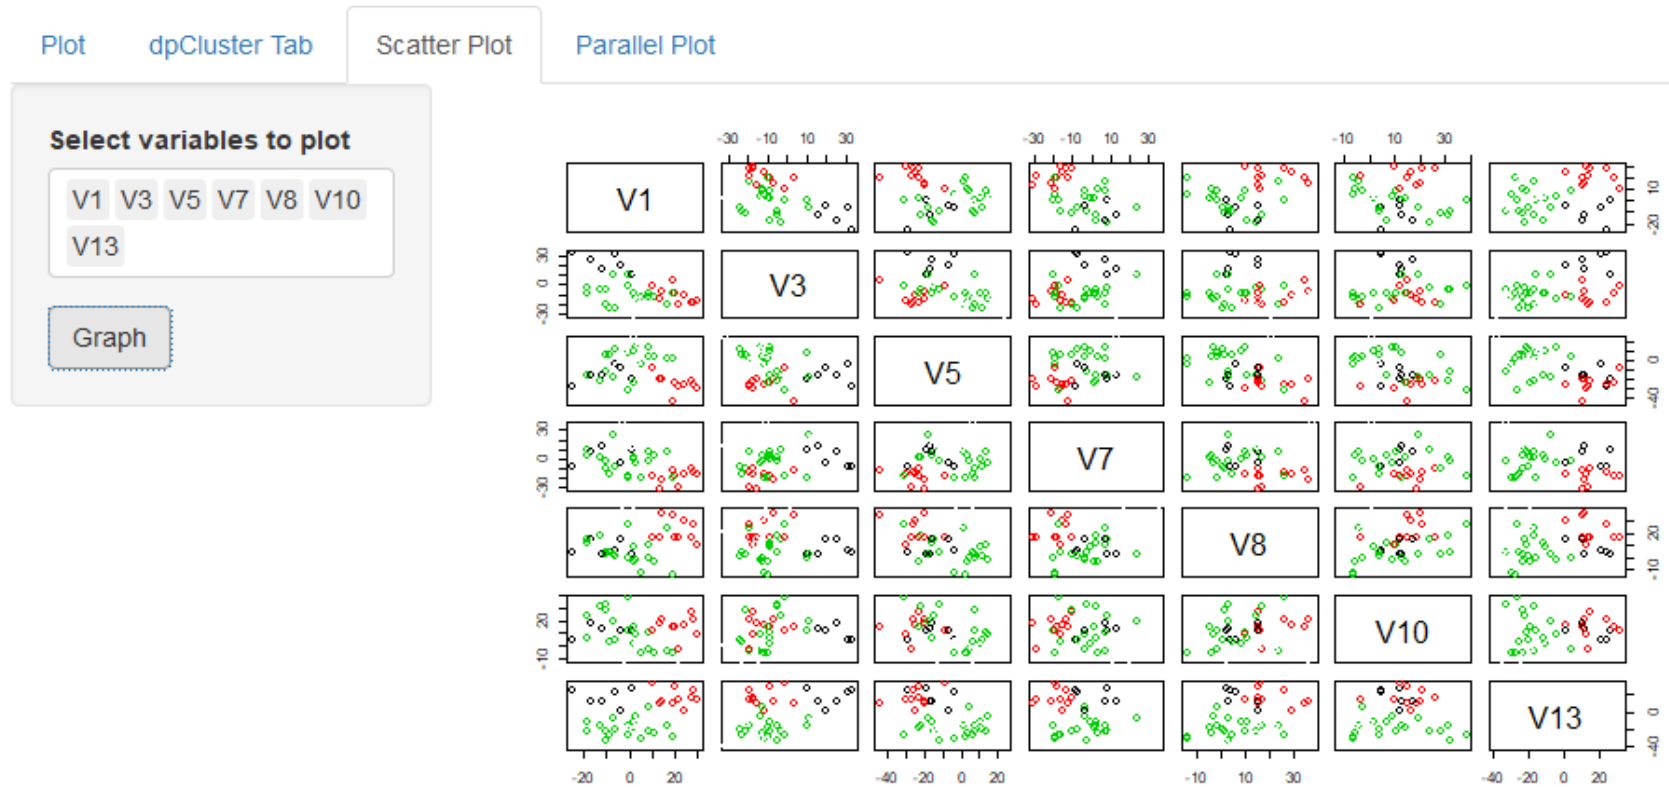 Plot dpCluster Tab Scatter Plot Parallel Plot
Select variables to plot
V1 V3 V5 V7 V8 V10
V13
Graph
-30 -10 10 30 -30 -10 10 30 -10 10 30
V1 10 -20
30 0 -30 V3
V5 0 -40
30 0 -30 V7
V8 20 -10
20 -10 V10
V13 0 -40
-20 0 20 -40 -20 0 20 -10 10 30 -40 -20 0 20